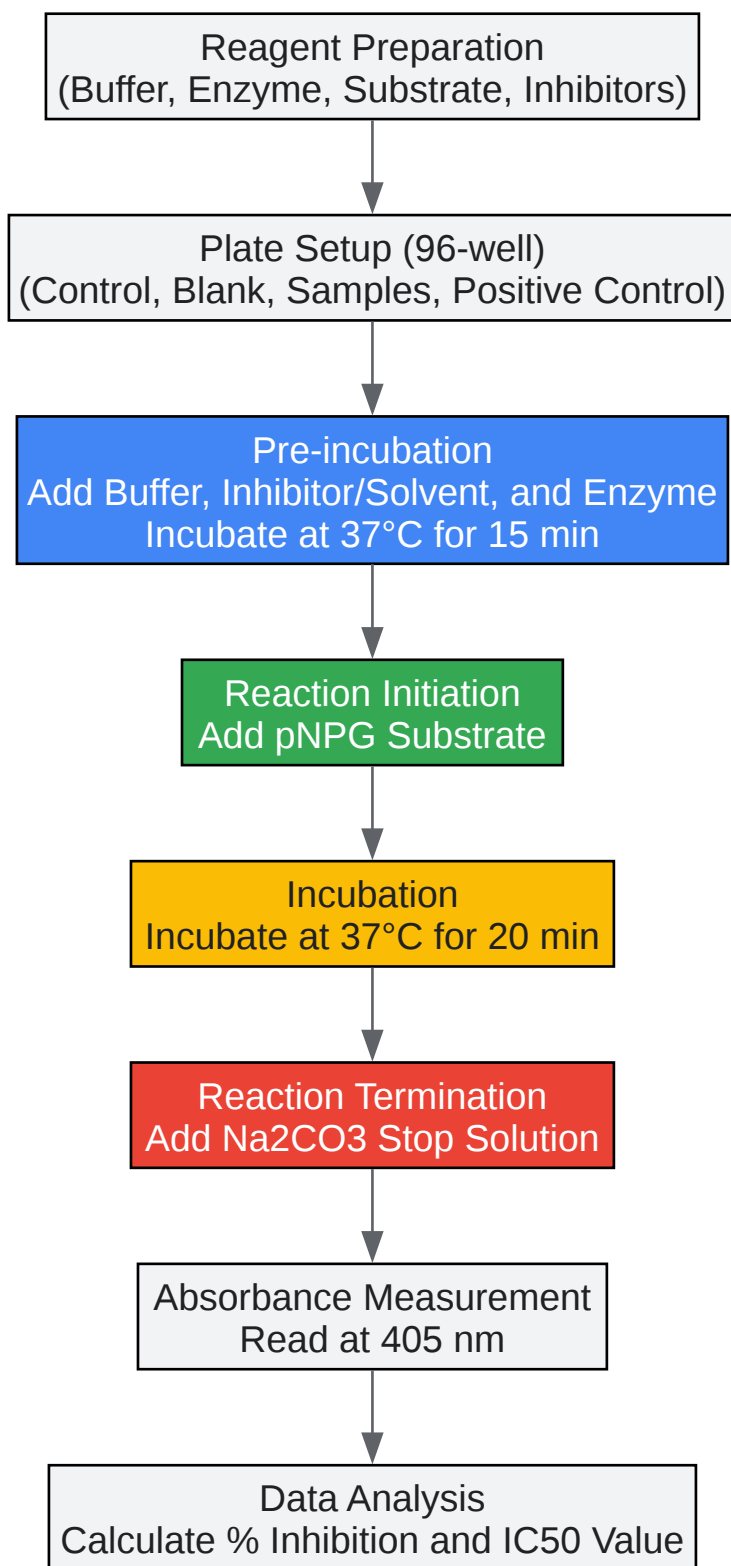 Reagent Preparation
(Buffer, Enzyme, Substrate, Inhibitors)
Plate Setup (96-well)
(Control, Blank, Samples, Positive Control)
Pre-incubation
Add Buffer, Inhibitor/Solvent, and Enzyme
Incubate at 37°C for 15 min
Reaction Initiation
Add pNPG Substrate
Incubation
Incubate at 37°C for 20 min
Reaction Termination
Add Na2CO3 Stop Solution
Absorbance Measurement
Read at 405 nm
Data Analysis
Calculate % Inhibition and IC50 Value